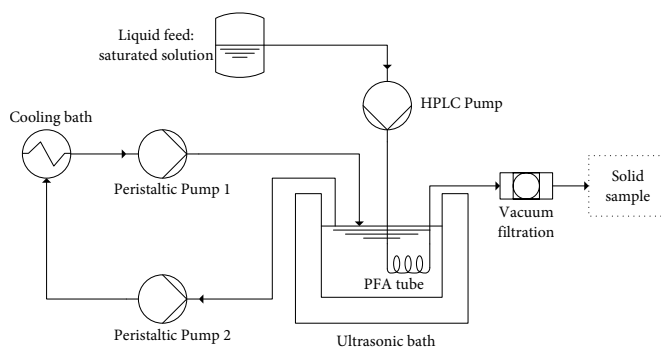 Liquid feed:
saturated solution
HPLC Pump
Cooling bath
Peristaltic Pump 1
Solid
sample
Vacuum
filtration
PFA tube
Peristaltic Pump 2
Ultrasonic bath